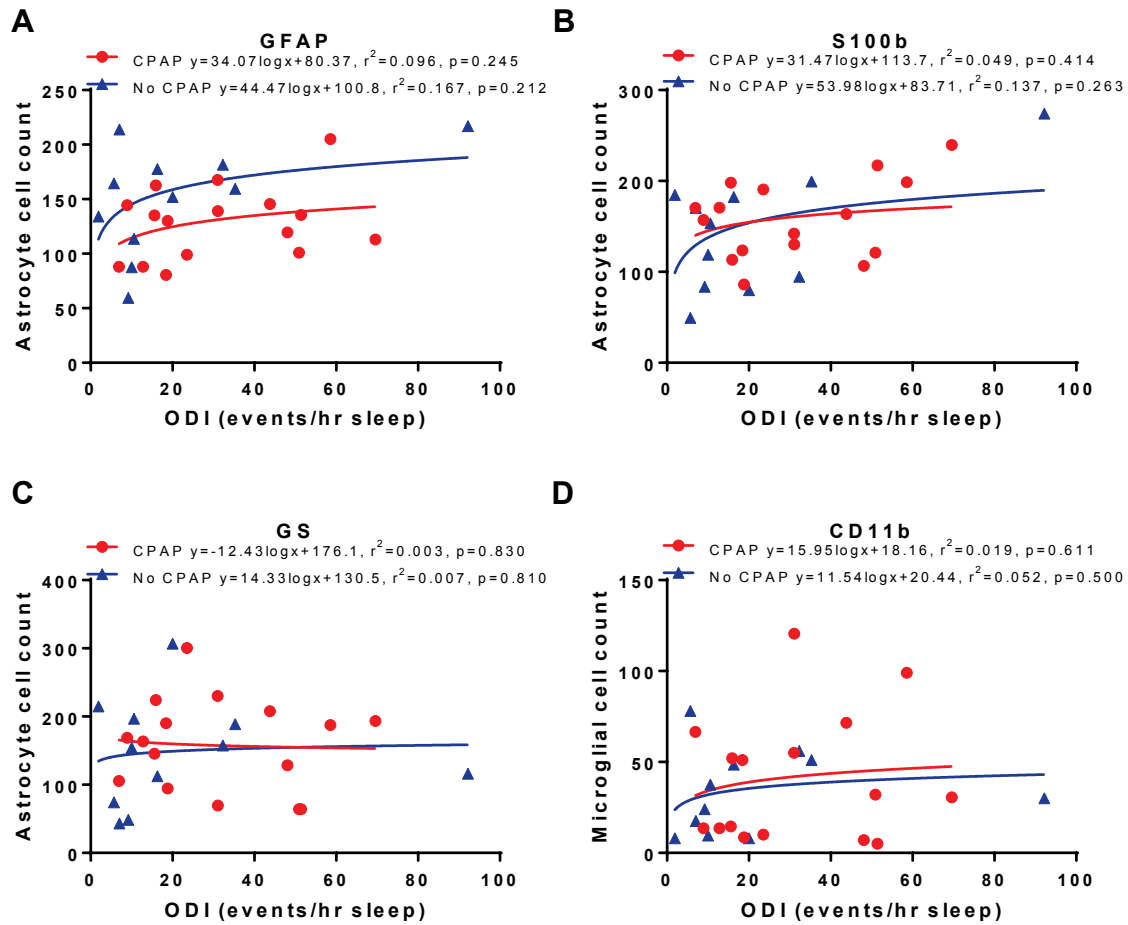 A
GFAP
CPAP y=34.07logx+80.37, r²=0.096, p=0.245
No CPAP y=44.47logx+100.8, r²=0.167, p=0.212
250
200
150
100
50
0
0 20 40 60 80 100
Astrocyte cell count
ODI (events/hr sleep)
B
S100b
CPAP y=31.47logx+113.7, r²=0.049, p=0.414
No CPAP y=53.98logx+83.71, r²=0.137, p=0.263
300
200
100
0
0 20 40 60 80 100
Astrocyte cell count
ODI (events/hr sleep)
C
GS
CPAP y=-12.43logx+176.1, r²=0.003, p=0.830
No CPAP y=14.33logx+130.5, r²=0.007, p=0.810
400
300
200
100
0
0 20 40 60 80 100
Astrocyte cell count
ODI (events/hr sleep)
D
CD11b
CPAP y=15.95logx+18.16, r²=0.019, p=0.611
No CPAP y=11.54logx+20.44, r²=0.052, p=0.500
150
100
50
0
0 20 40 60 80 100
Microglial cell count
ODI (events/hr sleep)